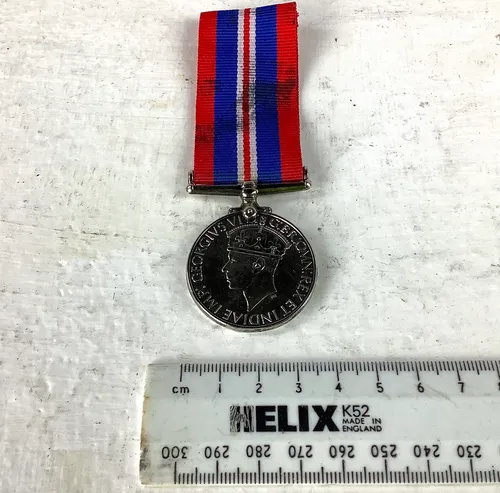 GEORGIVS VI D:G:BR:OMN:REX ET INDIAE IMP:
cm 1 2 3 4 5 6 7
HELIX K52
MADE IN
ENGLAND
300 290 280 270 260 250 240 230